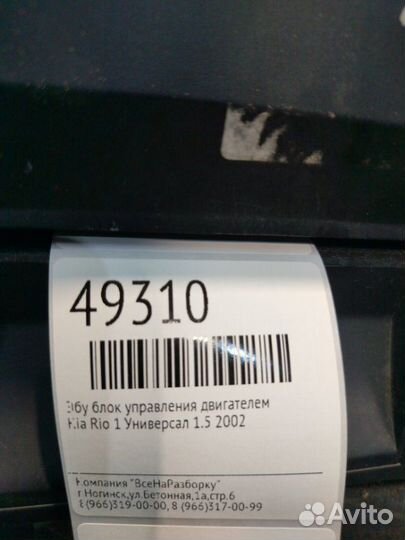 49310
Эбу блок управления двигателем
Kia Rio 1 Универсал 1.5 2002
Компания "ВсеНаРазборку"
г Ногинск,ул.Бетонная,1а,стр.6
8(966)319-00-00, 8 (966)317-00-99
Avito